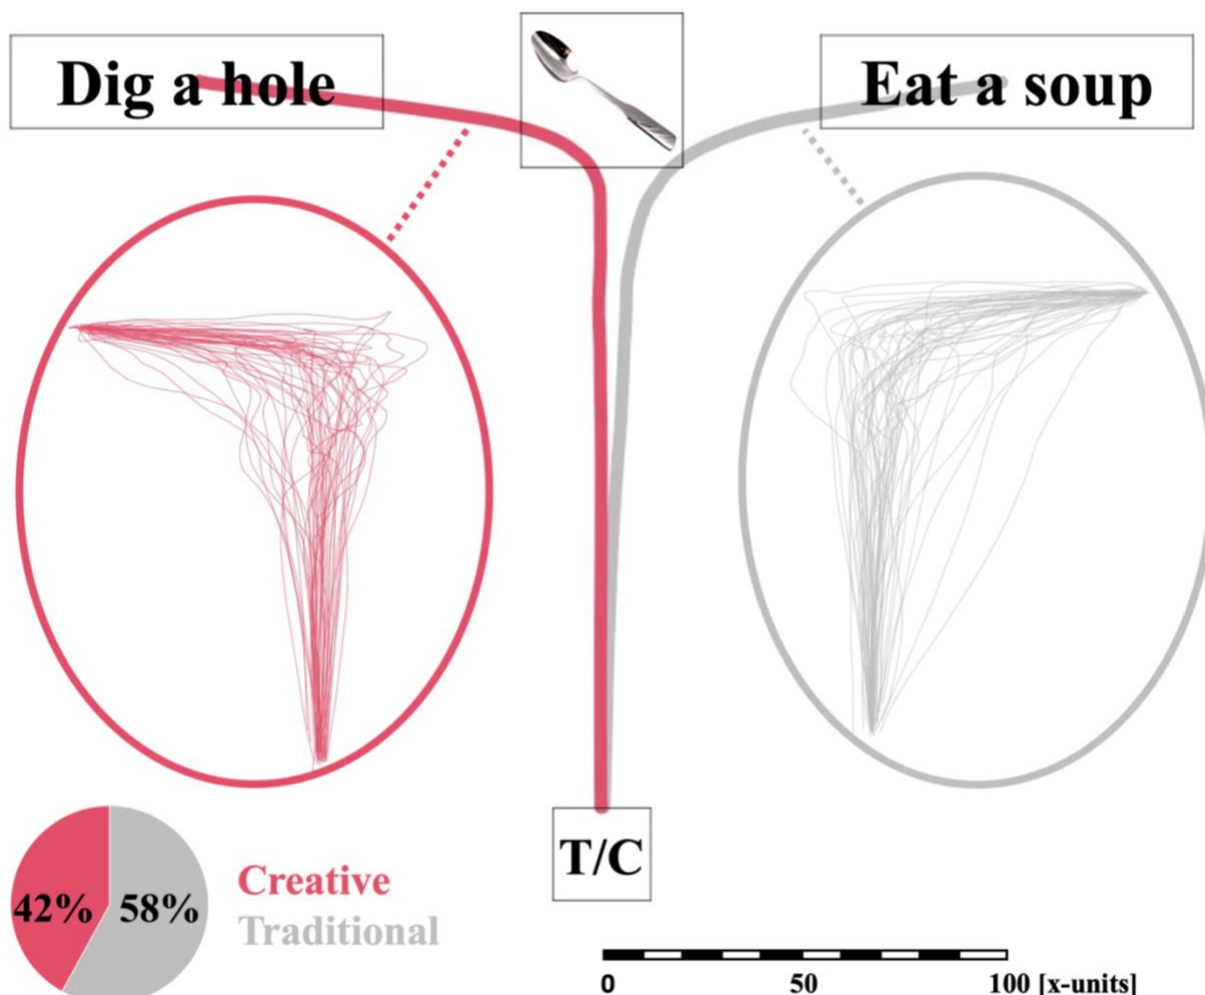 Dig a hole
Eat a soup
T/C
42% 58%
Creative
Traditional
0 50 100 [x-units]